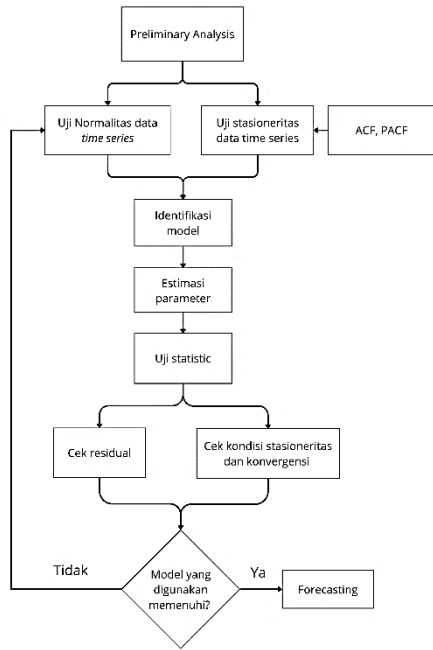 Preliminary Analysis
Uji Normalitas data
time series
Uji stasioneritas
data time series
ACF, PACF
Identifikasi
model
Estimasi
parameter
Uji statistic
Cek residual
Cek kondisi stasioneritas
dan konvergensi
Tidak
Model yang
digunakan
memenuhi?
Ya
Forecasting